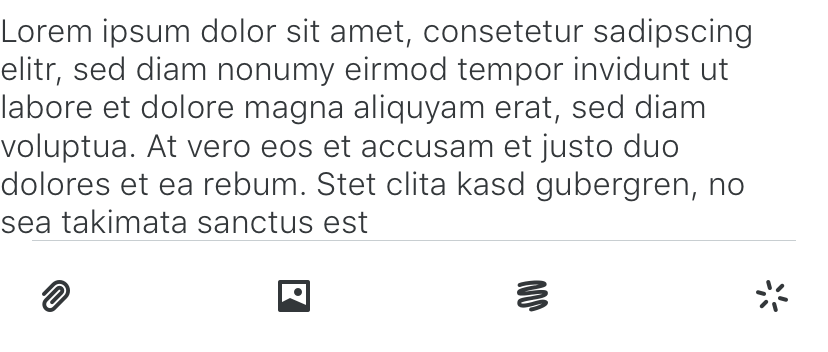 Lorem ipsum dolor sit amet, consetetur sadipscing
elitr, sed diam nonumy eirmod tempor invidunt ut
labore et dolore magna aliquyam erat, sed diam
voluptua. At vero eos et accusam et justo duo
dolores et ea rebum. Stet clita kasd gubergren, no
sea takimata sanctus est